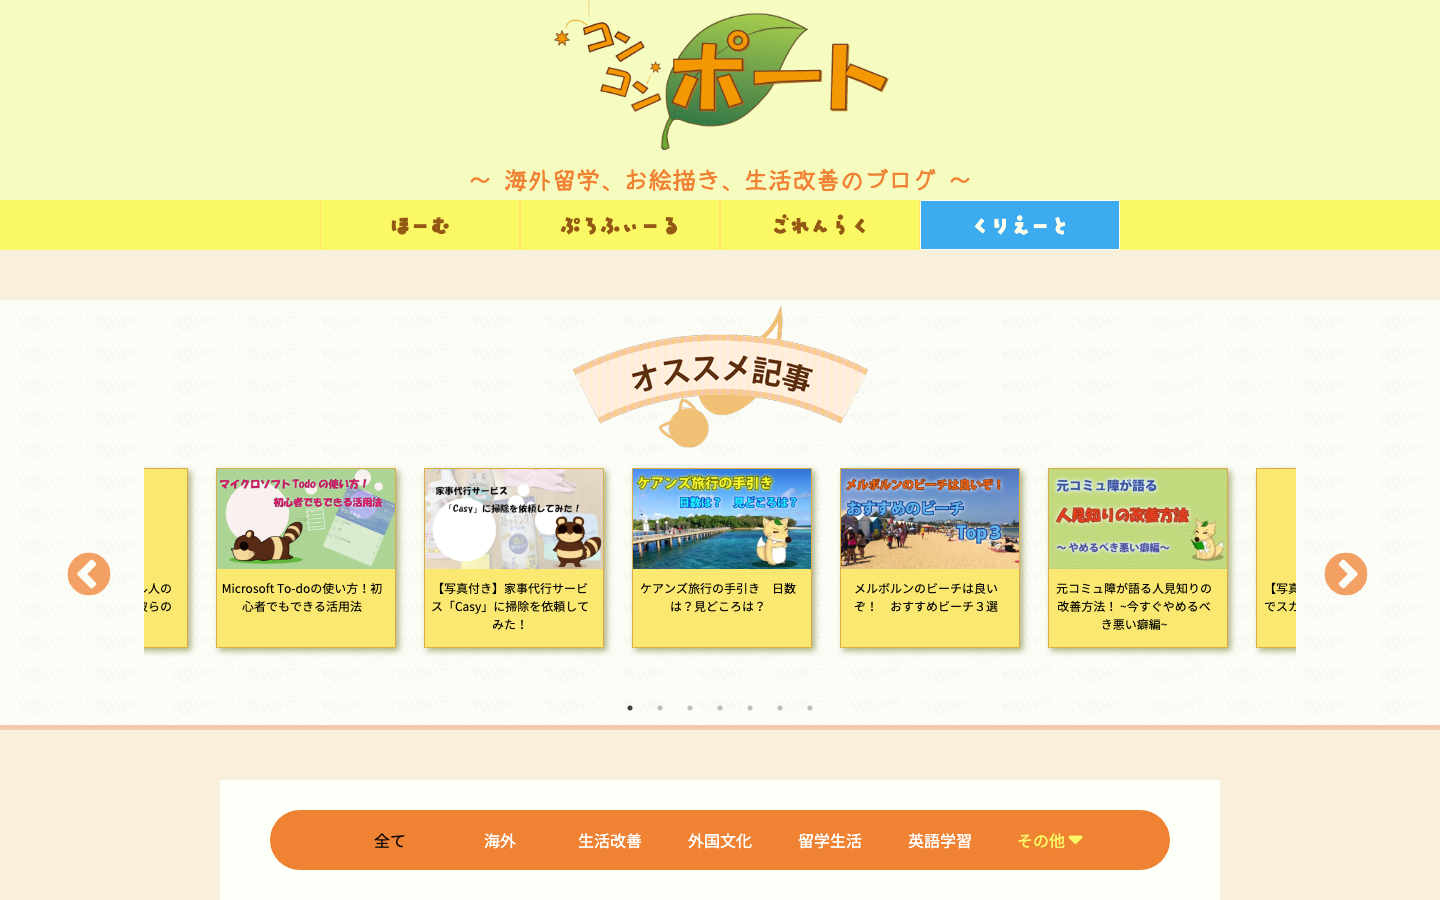 コンコンポート
～ 海外留学、お絵描き、生活改善のブログ ～
ほーむ
ぷろふぃーる
ごれんらく
くりえーと
オススメ記事
マイクロソフト Todo の使い方！
初心者でもできる活用法
Microsoft To-doの使い方！初
心者でもできる活用法
家事代行サービス
「Casy」に掃除を依頼してみた！
【写真付き】家事代行サービ
ス「Casy」に掃除を依頼して
みた！
ケアンズ旅行の手引き
日数は？ 見どころは？
ケアンズ旅行の手引き　日数
は？見どころは？
メルボルンのビーチは良いぞ！
おすすめのビーチ
Top3
メルボルンのビーチは良い
ぞ！　おすすめビーチ３選
元コミュ障が語る
人見知りの改善方法
～ やめるべき悪い癖編～
元コミュ障が語る人見知りの
改善方法！ ~今すぐやめるべ
き悪い癖編~
全て
海外
生活改善
外国文化
留学生活
英語学習
その他